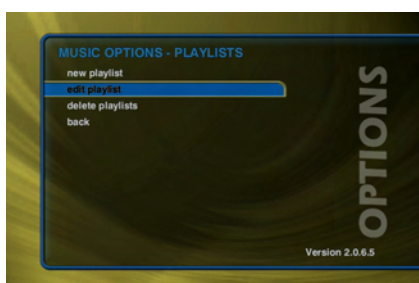 MUSIC OPTIONS - PLAYLISTS
new playlist
edit playlist
delete playlists
back
OPTIONS
Version 2.0.6.5